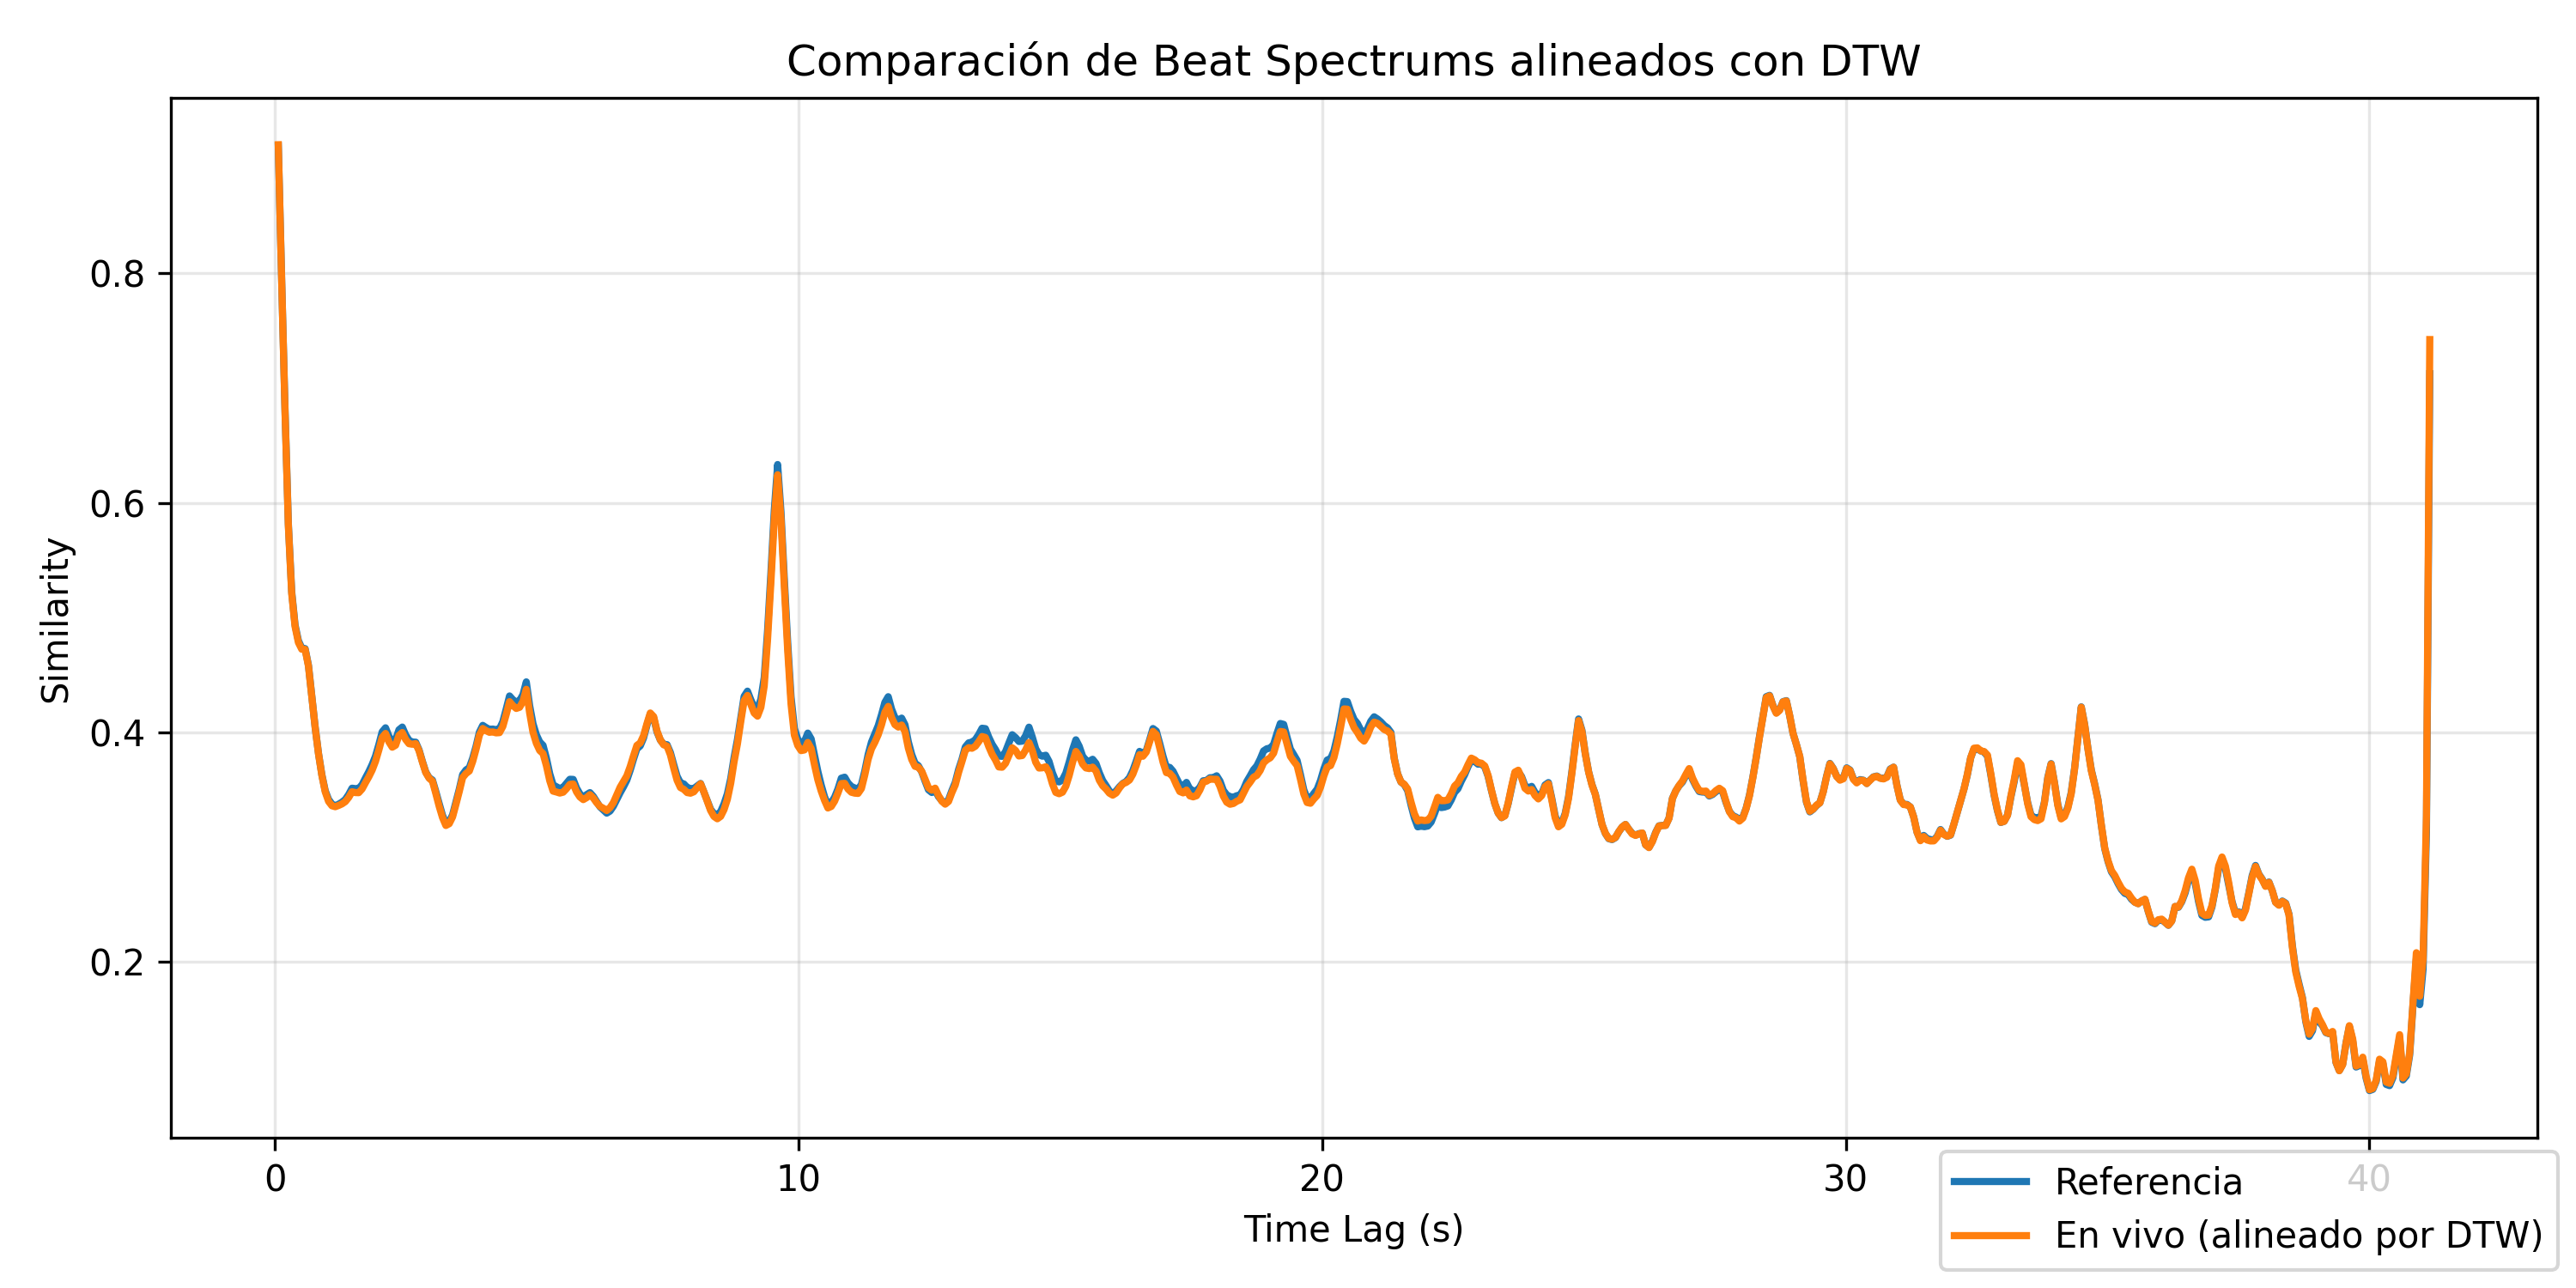 Comparación de Beat Spectrums alineados con DTW
Similarity
0.8
0.6
0.4
0.2
0 10 20 30 40
Time Lag (s)
Referencia
En vivo (alineado por DTW)